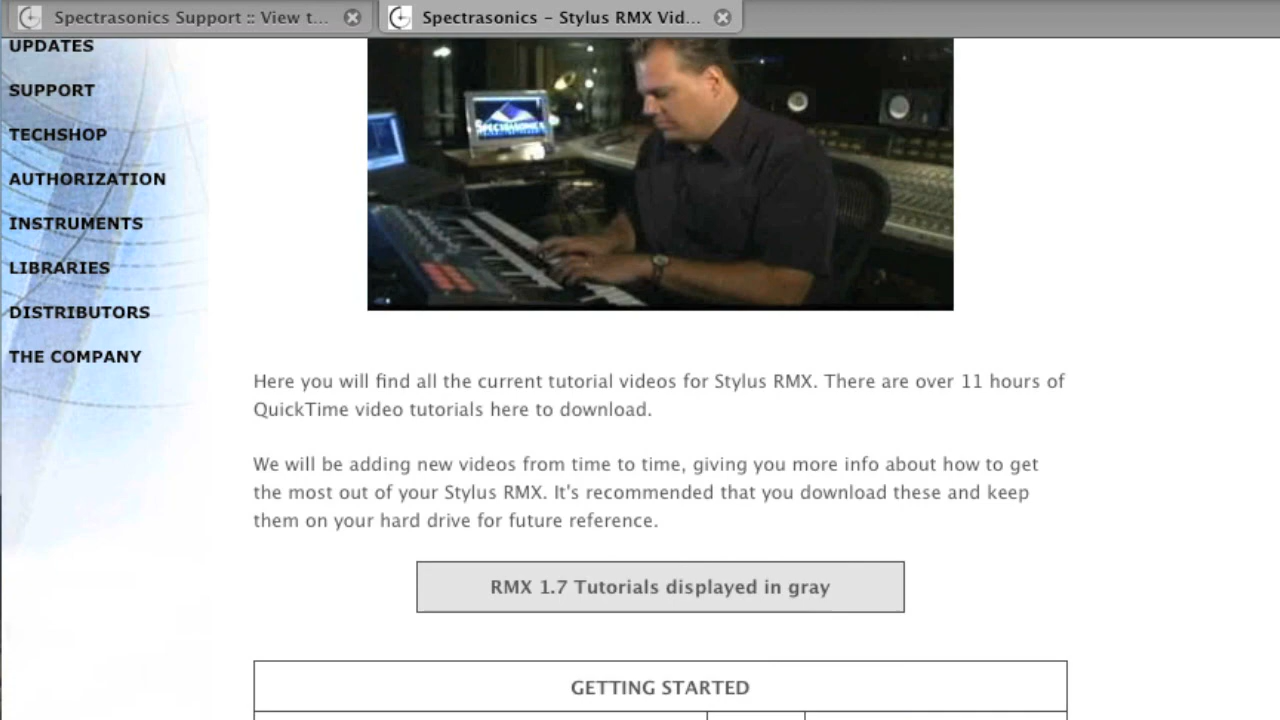 Spectrasonics Support :: View t...
Spectrasonics – Stylus RMX Vid...
UPDATES
SUPPORT
TECHSHOP
AUTHORIZATION
INSTRUMENTS
LIBRARIES
DISTRIBUTORS
THE COMPANY
SPECTRASONICS
Here you will find all the current tutorial videos for Stylus RMX. There are over 11 hours of
QuickTime video tutorials here to download.
We will be adding new videos from time to time, giving you more info about how to get
the most out of your Stylus RMX. It's recommended that you download these and keep
them on your hard drive for future reference.
RMX 1.7 Tutorials displayed in gray
GETTING STARTED